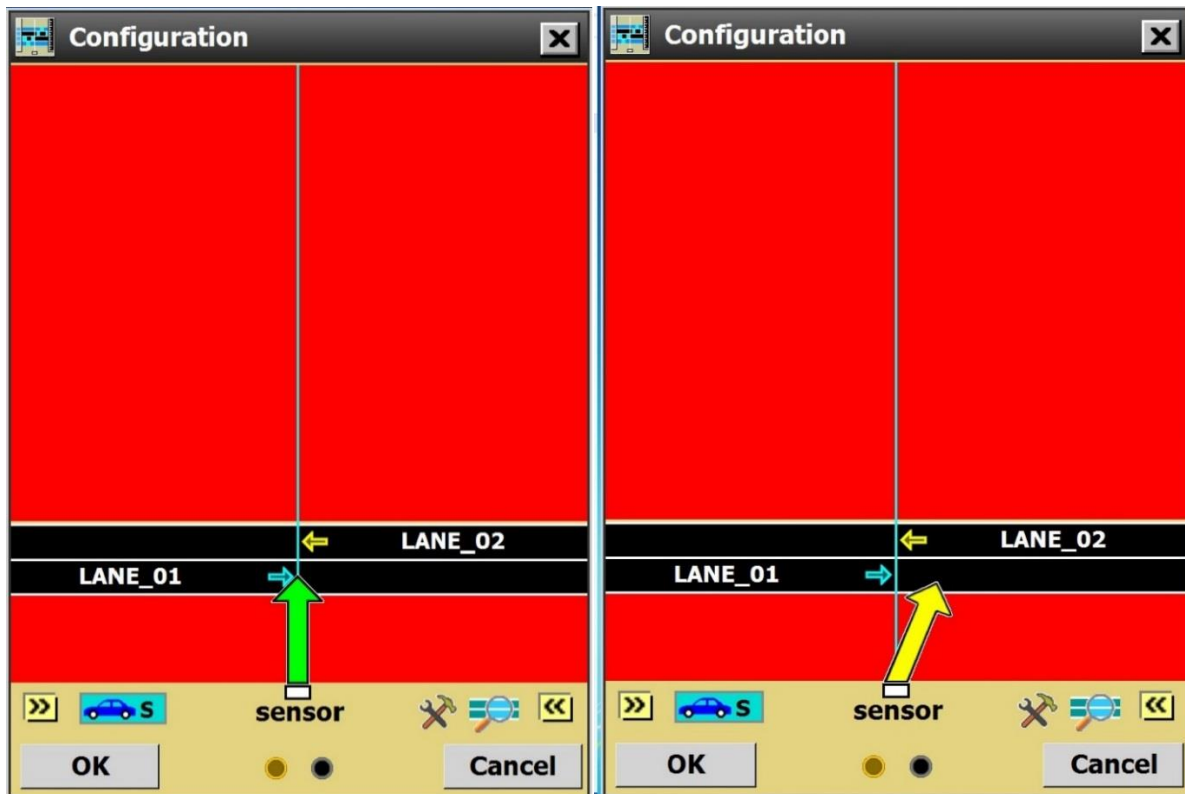 Configuration
LANE_02
LANE_01
>> S sensor <<
OK Cancel
Configuration
LANE_02
LANE_01
>> S sensor <<
OK Cancel